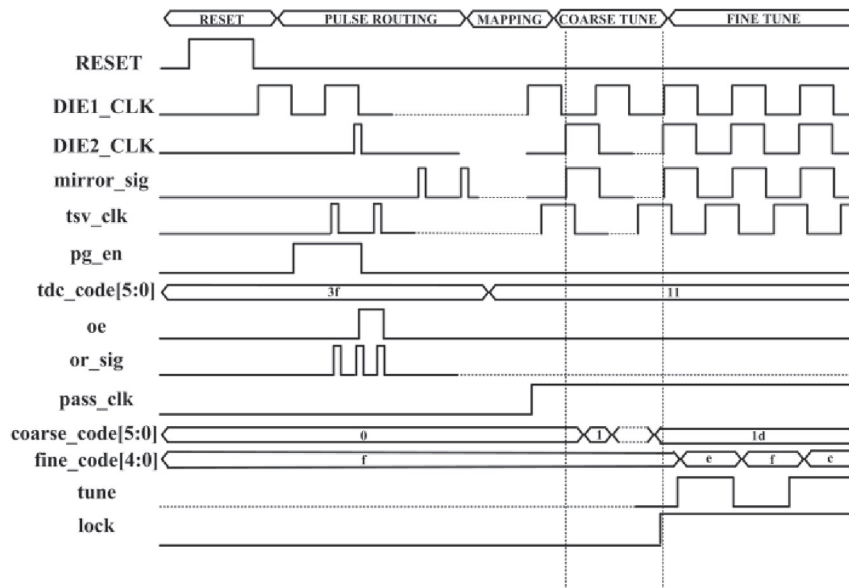 RESET PULSE ROUTING MAPPING COARSE TUNE FINE TUNE
RESET
DIE1_CLK
DIE2_CLK
mirror_sig
tsv_clk
pg_en
tdc_code[5:0] 3f 11
oe
or_sig
pass_clk
coarse_code[5:0] 0 1 1d
fine_code[4:0] f e f c
tune
lock